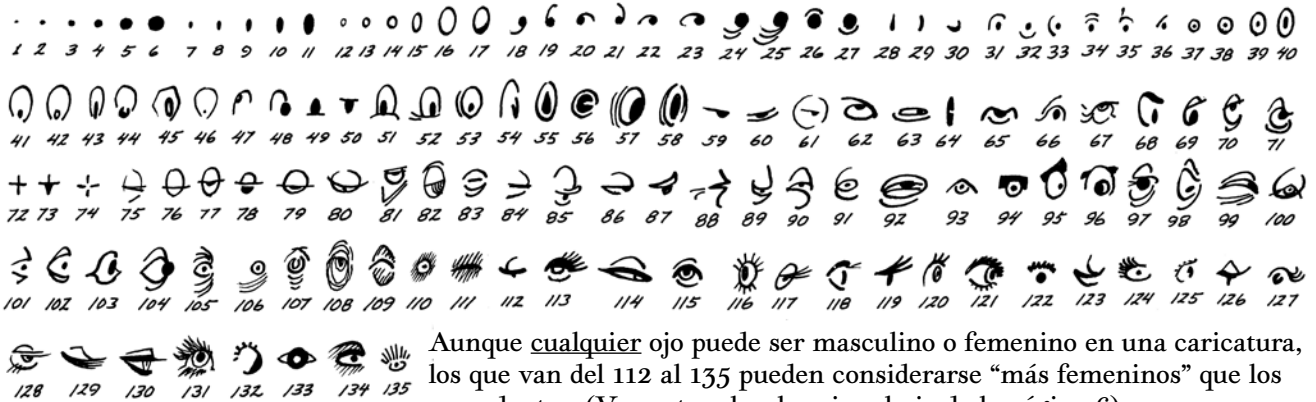 1 2 3 4 5 6 7 8 9 10 11 12 13 14 15 16 17 18 19 20 21 22 23 24 25 26 27 28 29 30 31 32 33 34 35 36 37 38 39 40
41 42 43 44 45 46 47 48 49 50 51 52 53 54 55 56 57 58 59 60 61 62 63 64 65 66 67 68 69 70 71
72 73 74 75 76 77 78 79 80 81 82 83 84 85 86 87 88 89 90 91 92 93 94 95 96 97 98 99 100
101 102 103 104 105 106 107 108 109 110 111 112 113 114 115 116 117 118 119 120 121 122 123 124 125 126 127
128 129 130 131 132 133 134 135
Aunque cualquier ojo puede ser masculino o femenino en una caricatura,
los que van del 112 al 135 pueden considerarse “más femeninos” que los